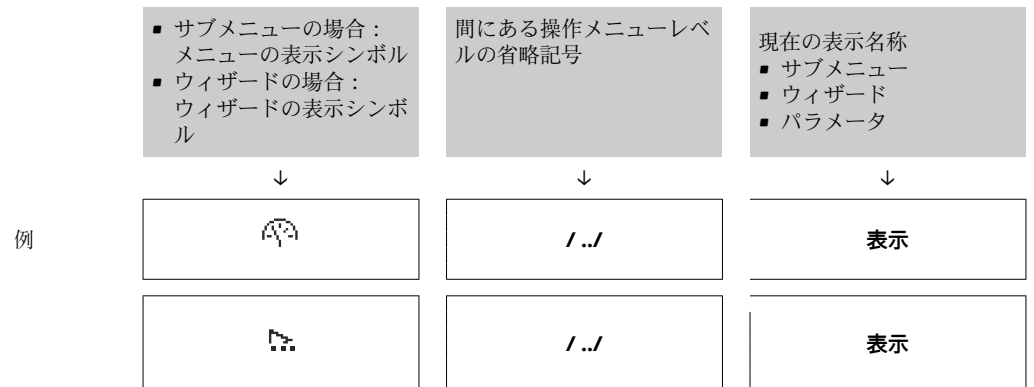 ▪ サブメニューの場合：
メニューの表示シンボル
▪ ウィザードの場合：
ウィザードの表示シンボ
ル
間にある操作メニューレベ
ルの省略記号
現在の表示名称
▪ サブメニュー
▪ ウィザード
▪ パラメータ
↓ ↓ ↓
例
/ ../ 表示
/ ../ 表示